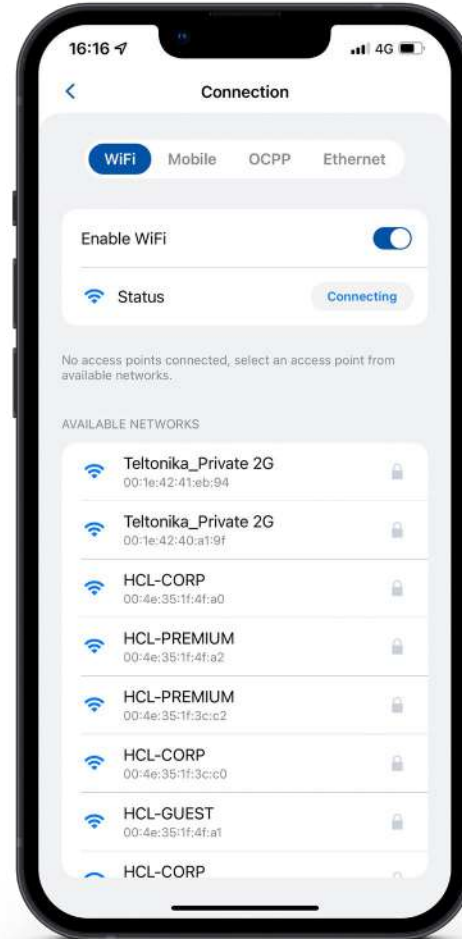 16:16
4G
Connection
WiFi Mobile OCPP Ethernet
Enable WiFi
Status Connecting
No access points connected, select an access point from
available networks.
AVAILABLE NETWORKS
Teltonika_Private 2G
00:1e:42:41:eb:94
Teltonika_Private 2G
00:1e:42:40:a1:9f
HCL-CORP
00:4e:35:1f:4f:a0
HCL-PREMIUM
00:4e:35:1f:4f:a2
HCL-PREMIUM
00:4e:35:1f:3c:c2
HCL-CORP
00:4e:35:1f:3c:c0
HCL-GUEST
00:4e:35:1f:4f:a1
HCL-CORP